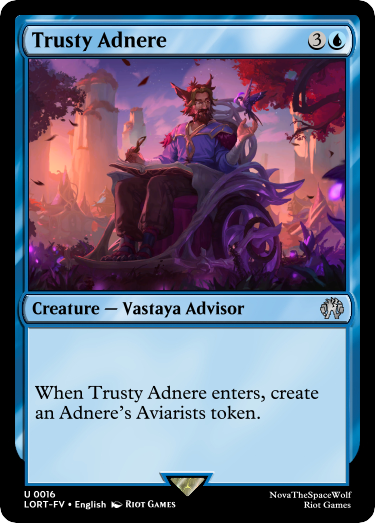 Trusty Adnere 3
Creature — Vastaya Advisor
When Trusty Adnere enters, create
an Adnere's Aviarists token.
U 0016
LORT-FV • English RIOT GAMES
NovaTheSpaceWolf
Riot Games